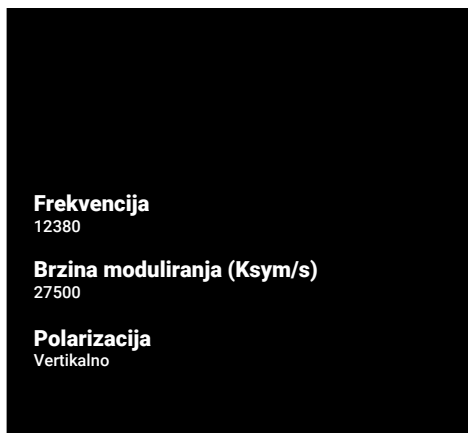 Frekvencija
12380
Brzina moduliranja (Ksym/s)
27500
Polarizacija
Vertikalno